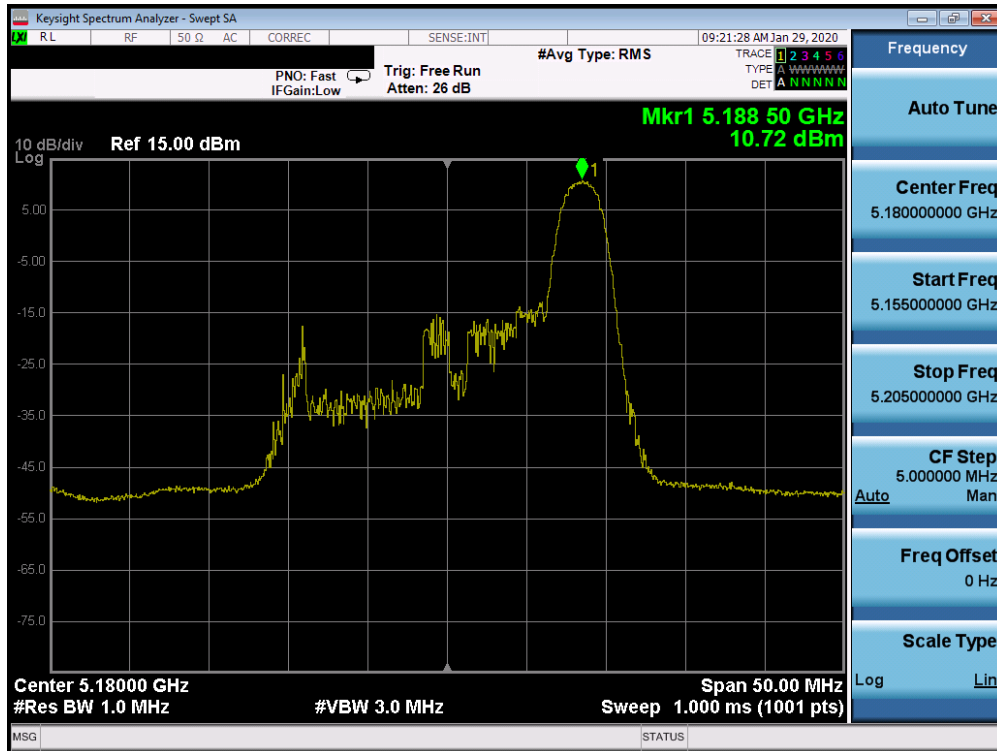 Keysight Spectrum Analyzer - Swept SA
LXI RL RF 50 Ω AC CORREC SENSE:INT 09:21:28 AM Jan 29, 2020
#Avg Type: RMS
TRACE 1 2 3 4 5 6
TYPE A WWWWW
DET A N N N N N
PNO: Fast
IFGain:Low
Trig: Free Run
Atten: 26 dB
Mkr1 5.188 50 GHz
10.72 dBm
10 dB/div Ref 15.00 dBm
Log
1
5.00
-5.00
-15.0
-25.0
-35.0
-45.0
-55.0
-65.0
-75.0
Center 5.18000 GHz Span 50.00 MHz
#Res BW 1.0 MHz #VBW 3.0 MHz Sweep 1.000 ms (1001 pts)
MSG STATUS
Frequency
Auto Tune
Center Freq
5.180000000 GHz
Start Freq
5.155000000 GHz
Stop Freq
5.205000000 GHz
CF Step
5.000000 MHz
Auto Man
Freq Offset
0 Hz
Scale Type
Log Lin